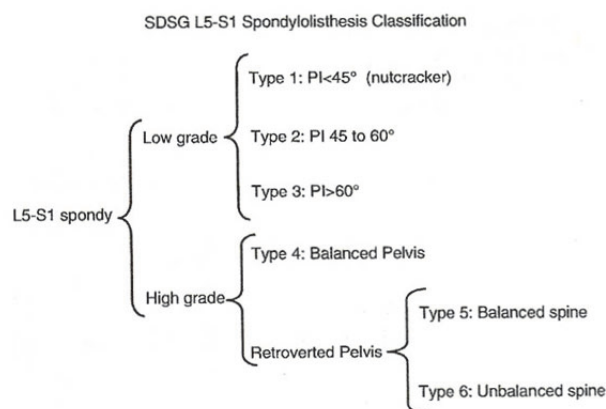 SDSG L5-S1 Spondylolisthesis Classification
Type 1: PI<45° (nutcracker)
Low grade
Type 2: PI 45 to 60°
Type 3: PI>60°
L5-S1 spondy
Type 4: Balanced Pelvis
High grade
Type 5: Balanced spine
Retroverted Pelvis
Type 6: Unbalanced spine